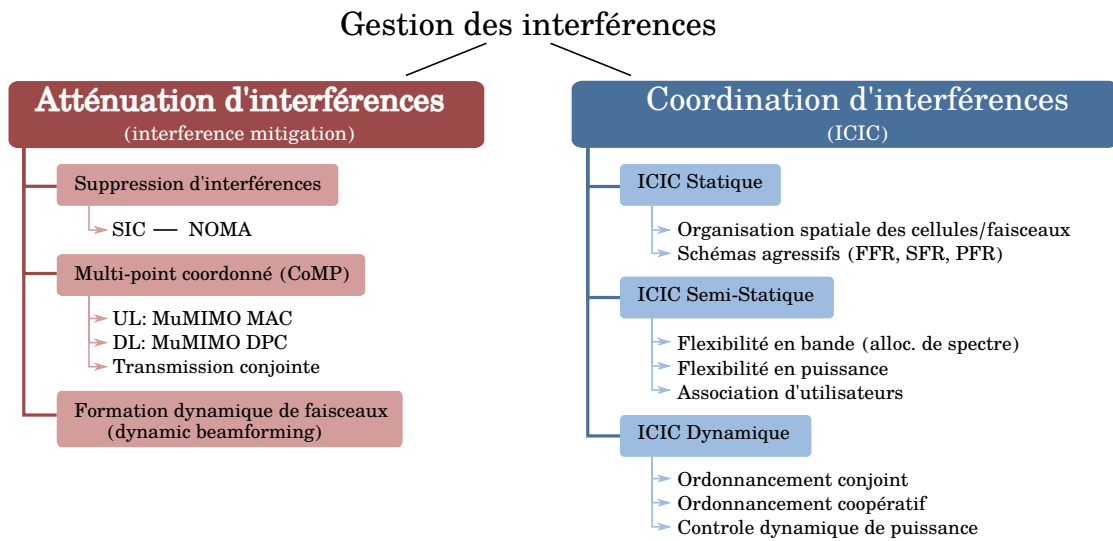 Gestion des interférences
Atténuation d'interférences
(interference mitigation)
Suppression d'interférences
SIC — NOMA
Multi-point coordonné (CoMP)
UL: MuMIMO MAC
DL: MuMIMO DPC
Transmission conjointe
Formation dynamique de faisceaux
(dynamic beamforming)
Coordination d'interférences
(ICIC)
ICIC Statique
Organisation spatiale des cellules/faisceaux
Schémas agressifs (FFR, SFR, PFR)
ICIC Semi-Statique
Flexibilité en bande (alloc. de spectre)
Flexibilité en puissance
Association d'utilisateurs
ICIC Dynamique
Ordonnancement conjoint
Ordonnancement coopératif
Controle dynamique de puissance